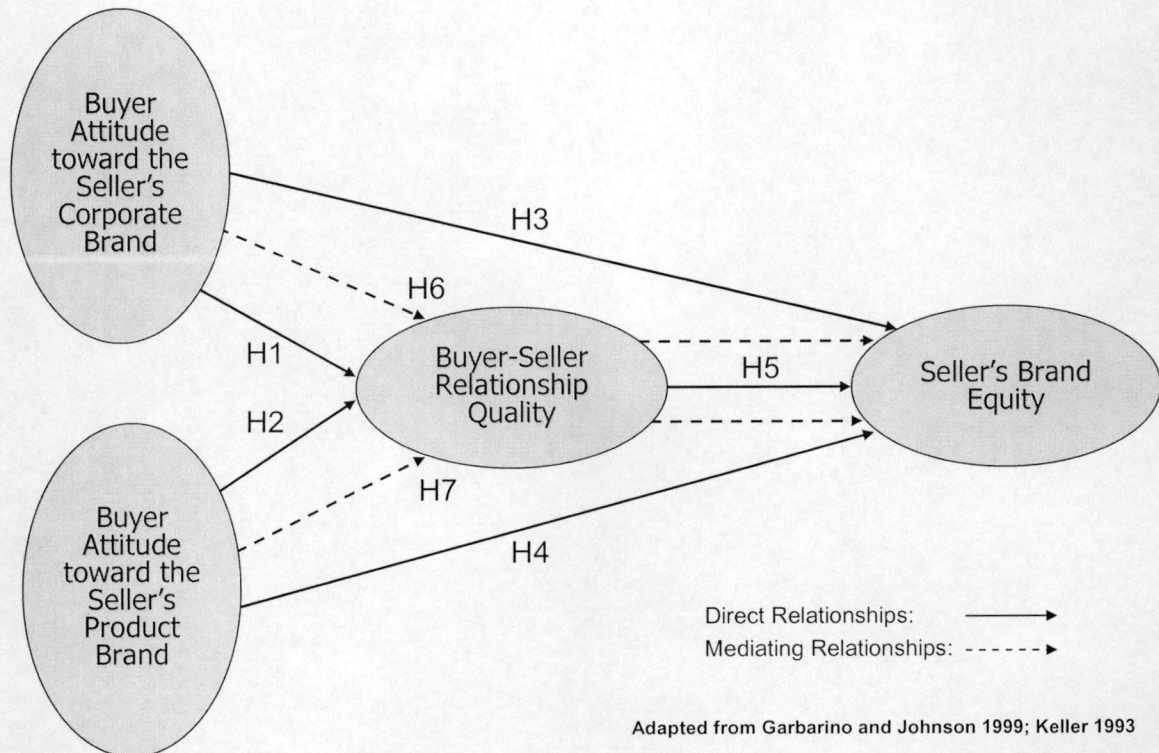 Buyer
Attitude
toward the
Seller's
Corporate
Brand
H3
H6
H1
Buyer-Seller
Relationship
Quality
H5
Seller's Brand
Equity
H2
H7
Buyer
Attitude
toward the
Seller's
Product
Brand
H4
Direct Relationships:
Mediating Relationships:
Adapted from Garbarino and Johnson 1999; Keller 1993